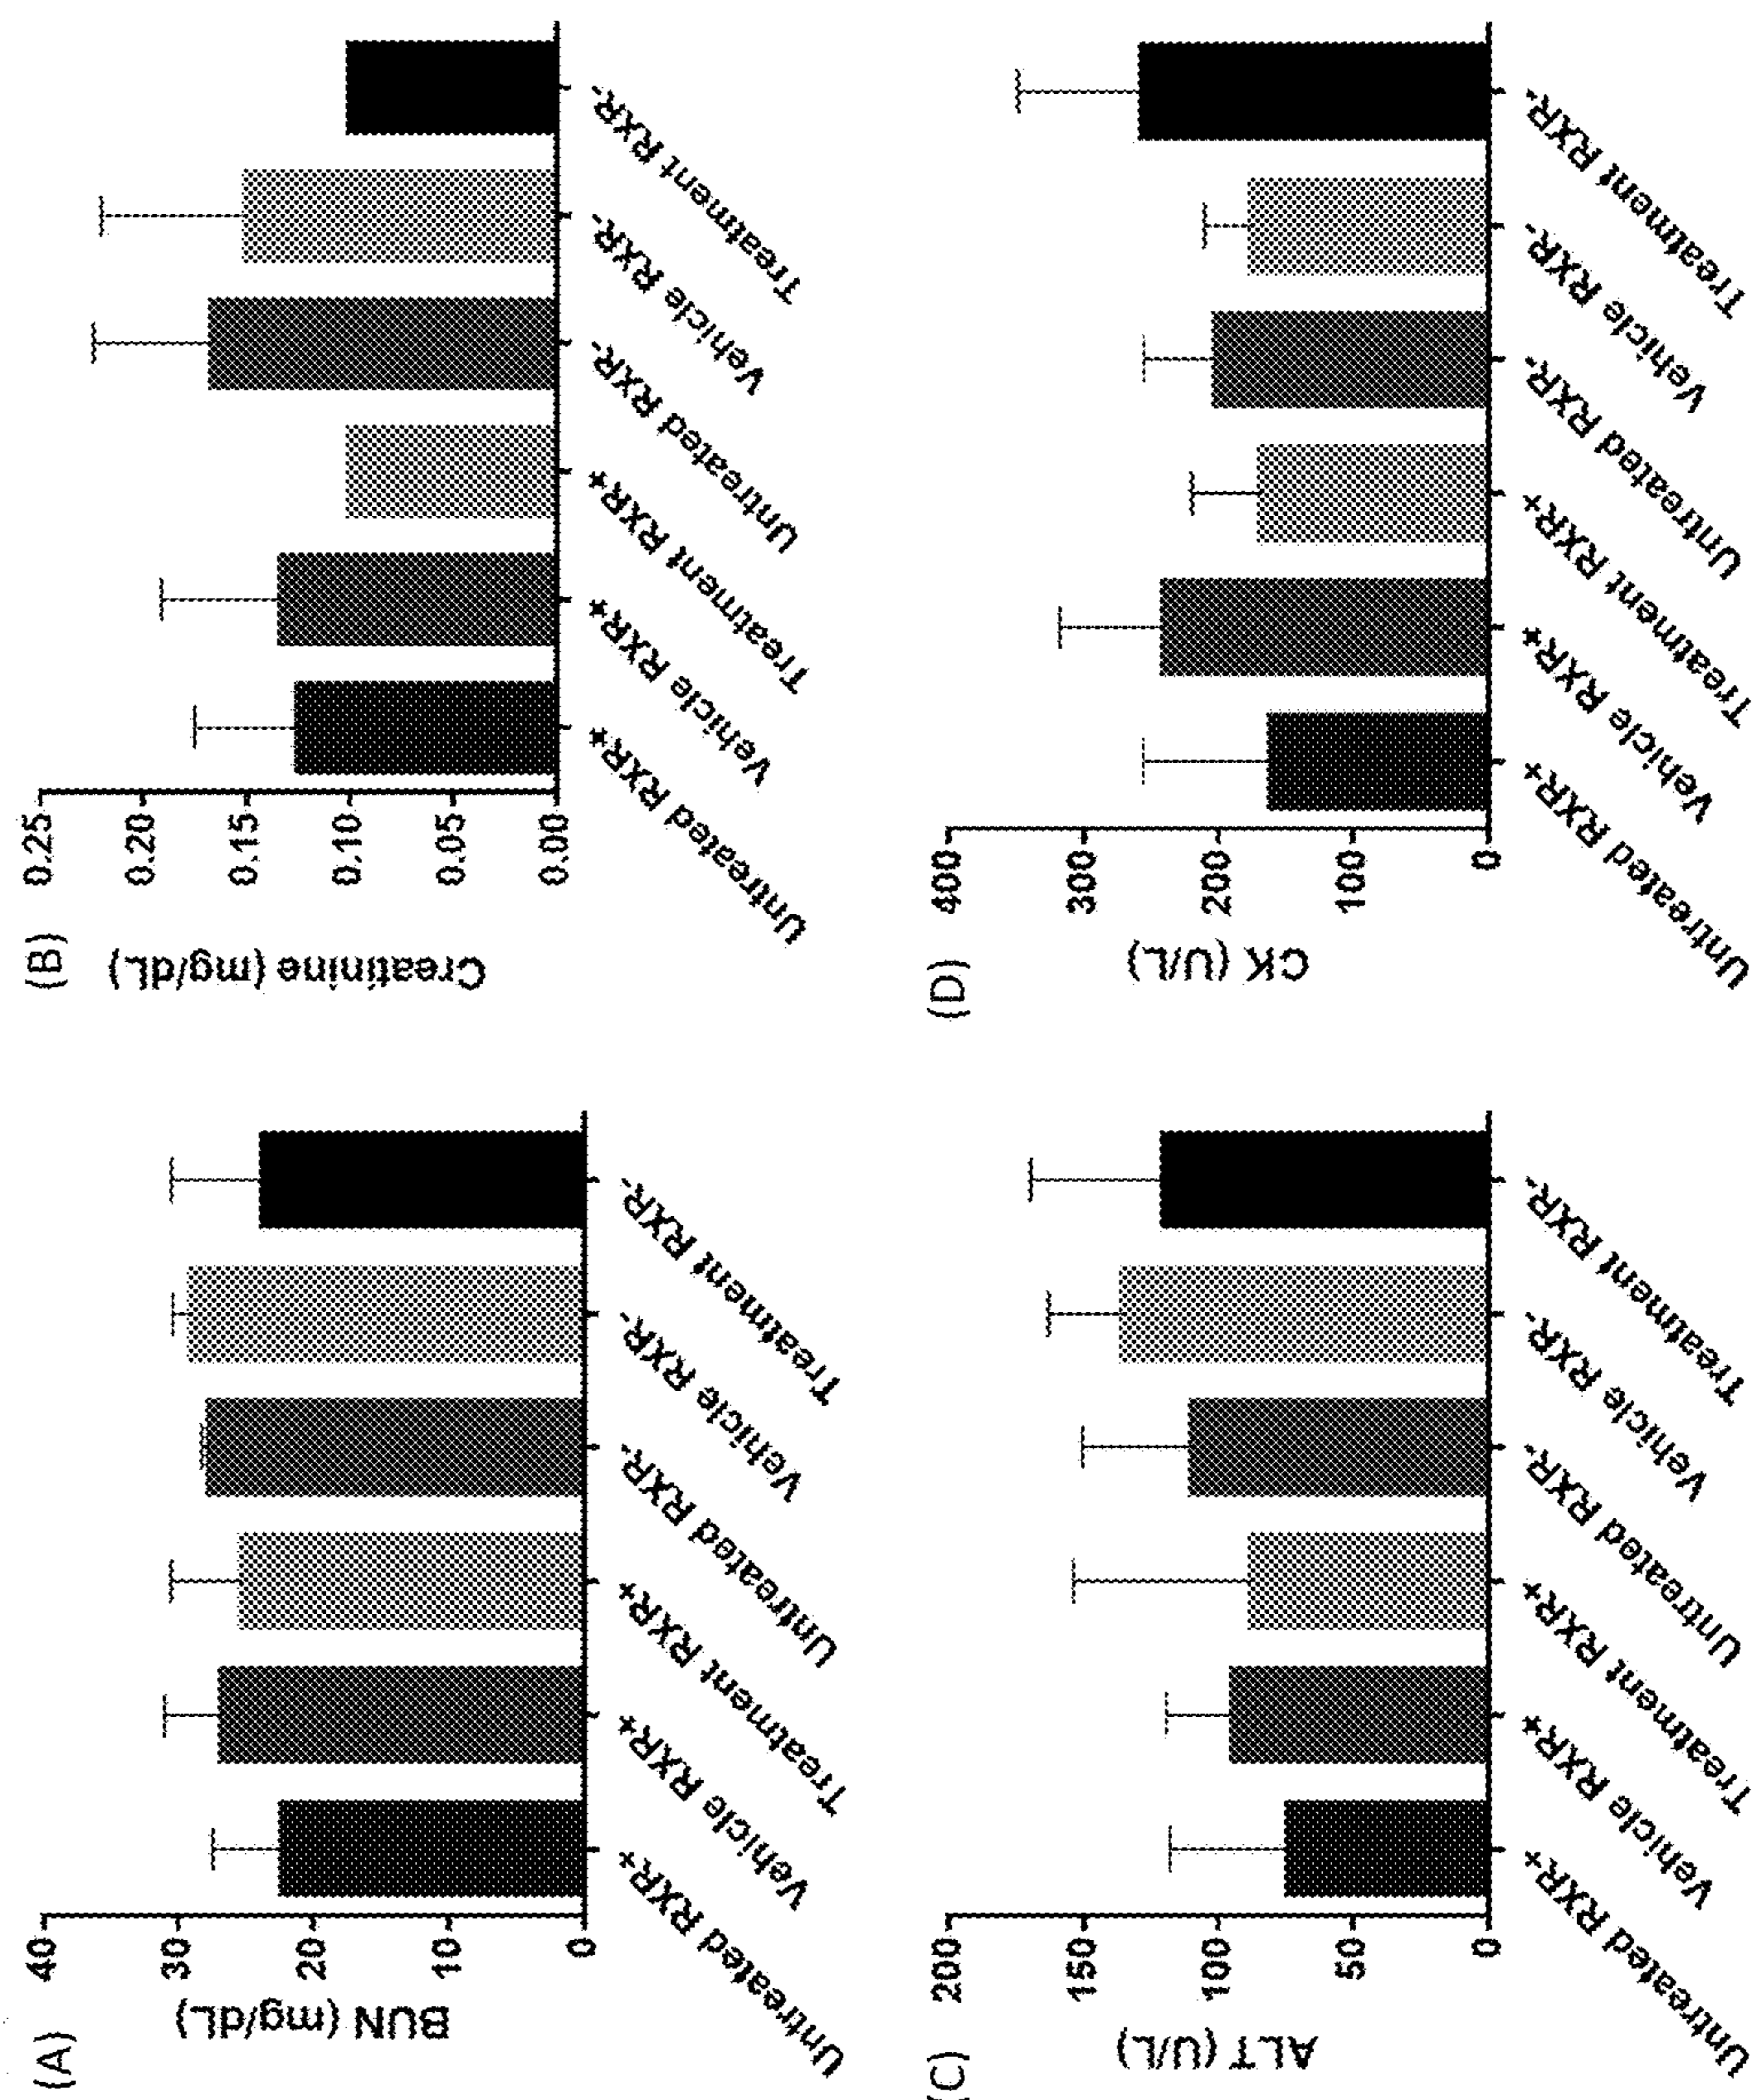 (A)
BUN (mg/dL)
40
30
20
10
0
Untreated RXR+
Vehicle RXR+
Treatment RXR+
Untreated RXR-
Vehicle RXR-
Treatment RXR-
(B)
Creatinine (mg/dL)
0.25
0.20
0.15
0.10
0.05
0.00
Untreated RXR+
Vehicle RXR+
Treatment RXR+
Untreated RXR-
Vehicle RXR-
Treatment RXR-
(C)
ALT (U/L)
200
150
100
50
0
Untreated RXR+
Vehicle RXR+
Treatment RXR+
Untreated RXR-
Vehicle RXR-
Treatment RXR-
(D)
CK (U/L)
400
300
200
100
0
Untreated RXR+
Vehicle RXR+
Treatment RXR+
Untreated RXR-
Vehicle RXR-
Treatment RXR-